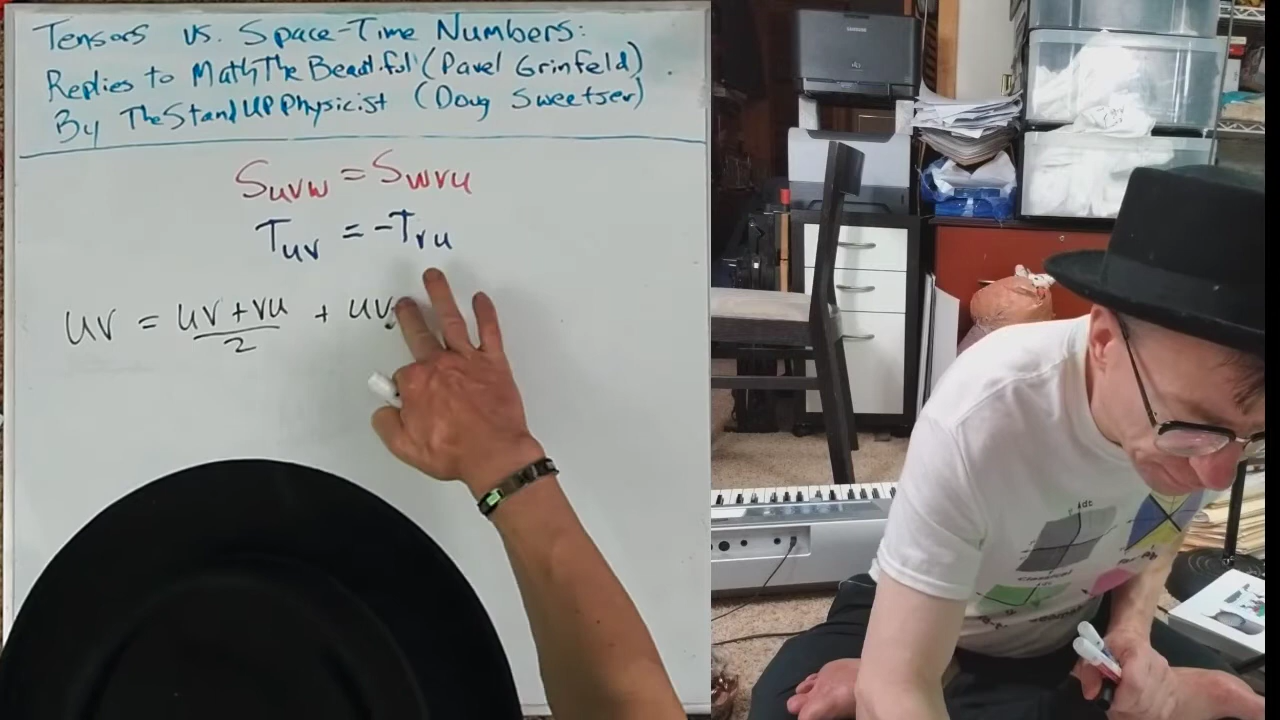 Tensors vs. Space-Time Numbers:
Replies to MathTheBeautiful (Pavel Grinfeld)
By TheStandUPPhysicist (Doug Sweetser)
Suvw = Swvu
Tuv = -Tvu
uv = uv + vu / 2 + uv
Classical